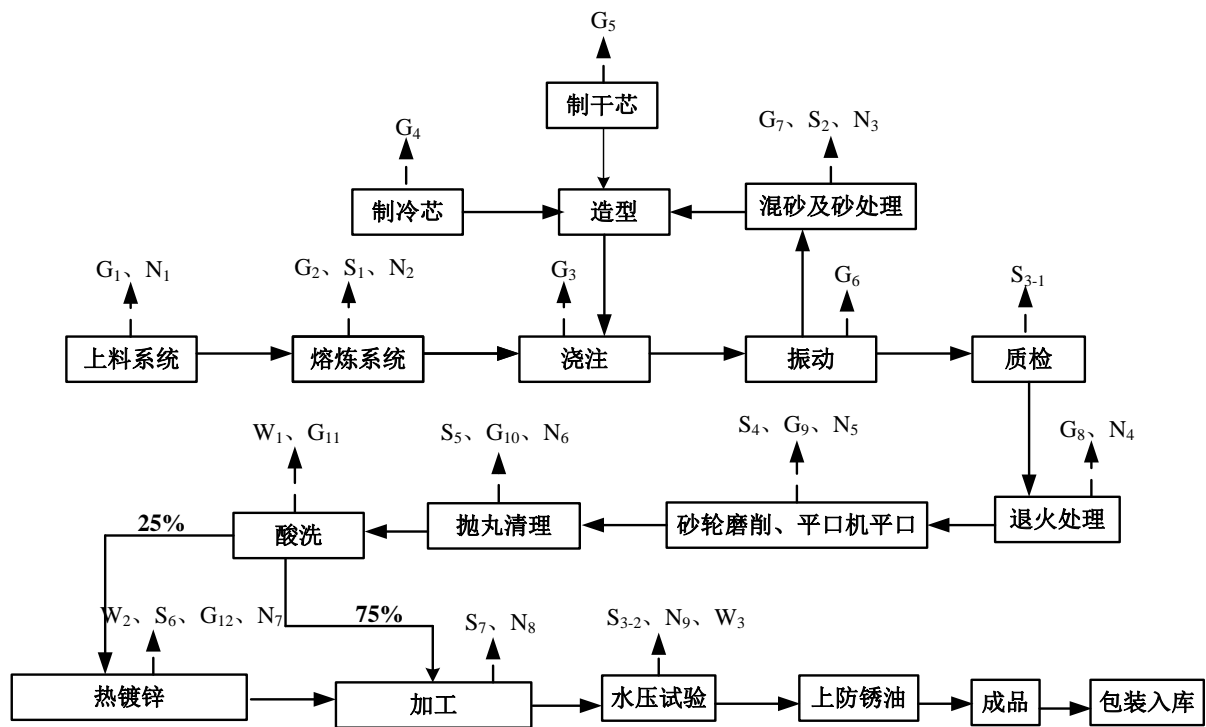 G5
制干芯
G4
G7、S2、N3
制冷芯
造型
混砂及砂处理
G1、N1
G2、S1、N2
G3
G6
S3-1
上料系统
熔炼系统
浇注
振动
质检
W1、G11
S5、G10、N6
S4、G9、N5
G8、N4
25%
酸洗
抛丸清理
砂轮磨削、平口机平口
退火处理
75%
W2、S6、G12、N7
S7、N8
S3-2、N9、W3
热镀锌
加工
水压试验
上防锈油
成品
包装入库